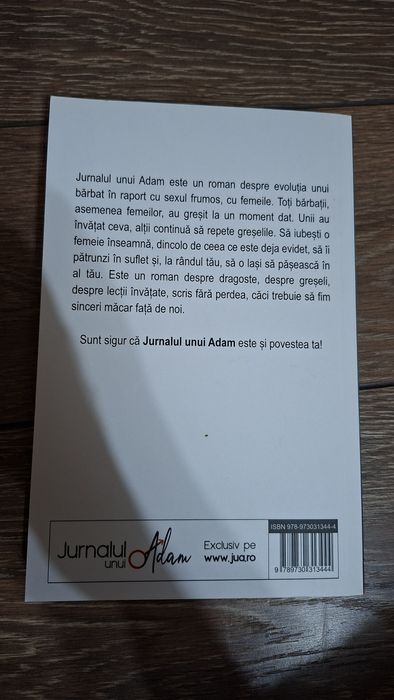 Jurnalul unui Adam este un roman despre evoluția unui
bărbat în raport cu sexul frumos, cu femeile. Toți bărbații,
asemenea femeilor, au greșit la un moment dat. Unii au
învățat ceva, alții continuă să repete greșelile. Să iubești o
femeie înseamnă, dincolo de ceea ce este deja evidet, să îi
pătrunzi în suflet și, la rândul tău, să o lași să pășească în
al tău. Este un roman despre dragoste, despre greșeli,
despre lecții învățate, scris fără perdea, căci trebuie să fim
sinceri măcar față de noi.
Sunt sigur că Jurnalul unui Adam este și povestea ta!
ISBN 978-973031344-4
Jurnalul
unui Adam
Exclusiv pe
www.jua.ro
9 789730 313444